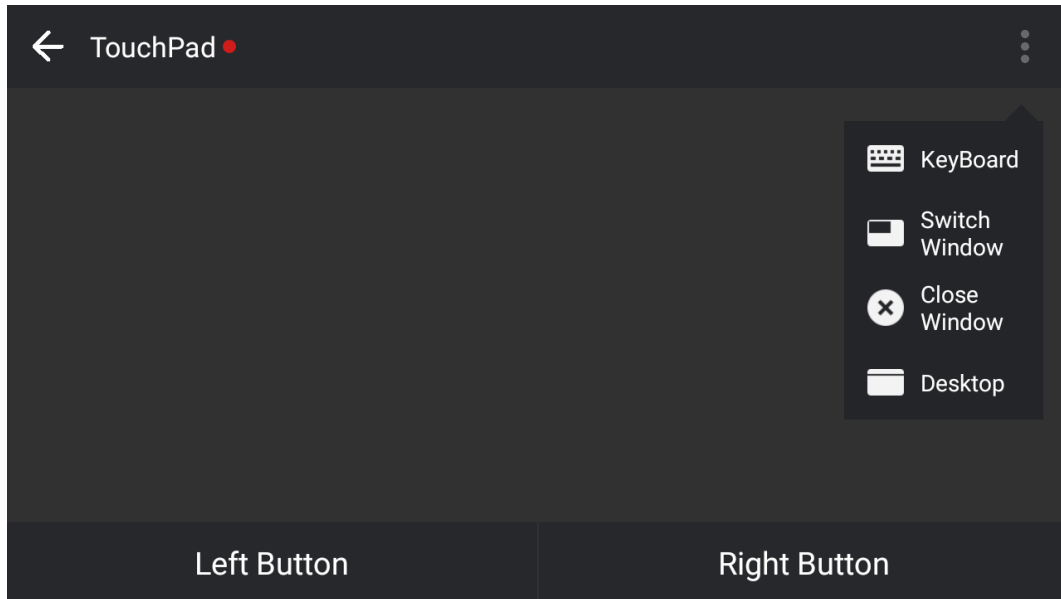 TouchPad
KeyBoard
Switch
Window
Close
Window
Desktop
Left Button
Right Button